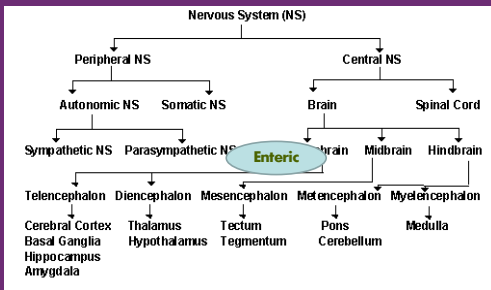 Nervous System (NS)
Peripheral NS Central NS
Autonomic NS Somatic NS Brain Spinal Cord
Sympathetic NS Parasympathetic NS Enteric Midbrain Hindbrain
Telencephalon Diencephalon Mesencephalon Metencephalon Myelencephalon
Cerebral Cortex Thalamus Tectum Pons Medulla
Basal Ganglia Hypothalamus Tegmentum Cerebellum
Hippocampus
Amygdala